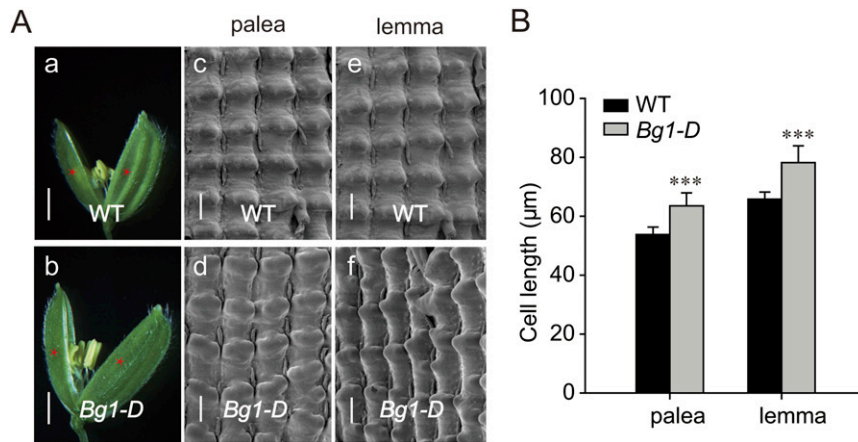 A
palea
lemma
a
WT
c
WT
e
WT
b
Bg1-D
d
Bg1-D
f
Bg1-D
B
WT
Bg1-D
Cell length (μm)
100
80
60
40
20
0
***
***
palea
lemma